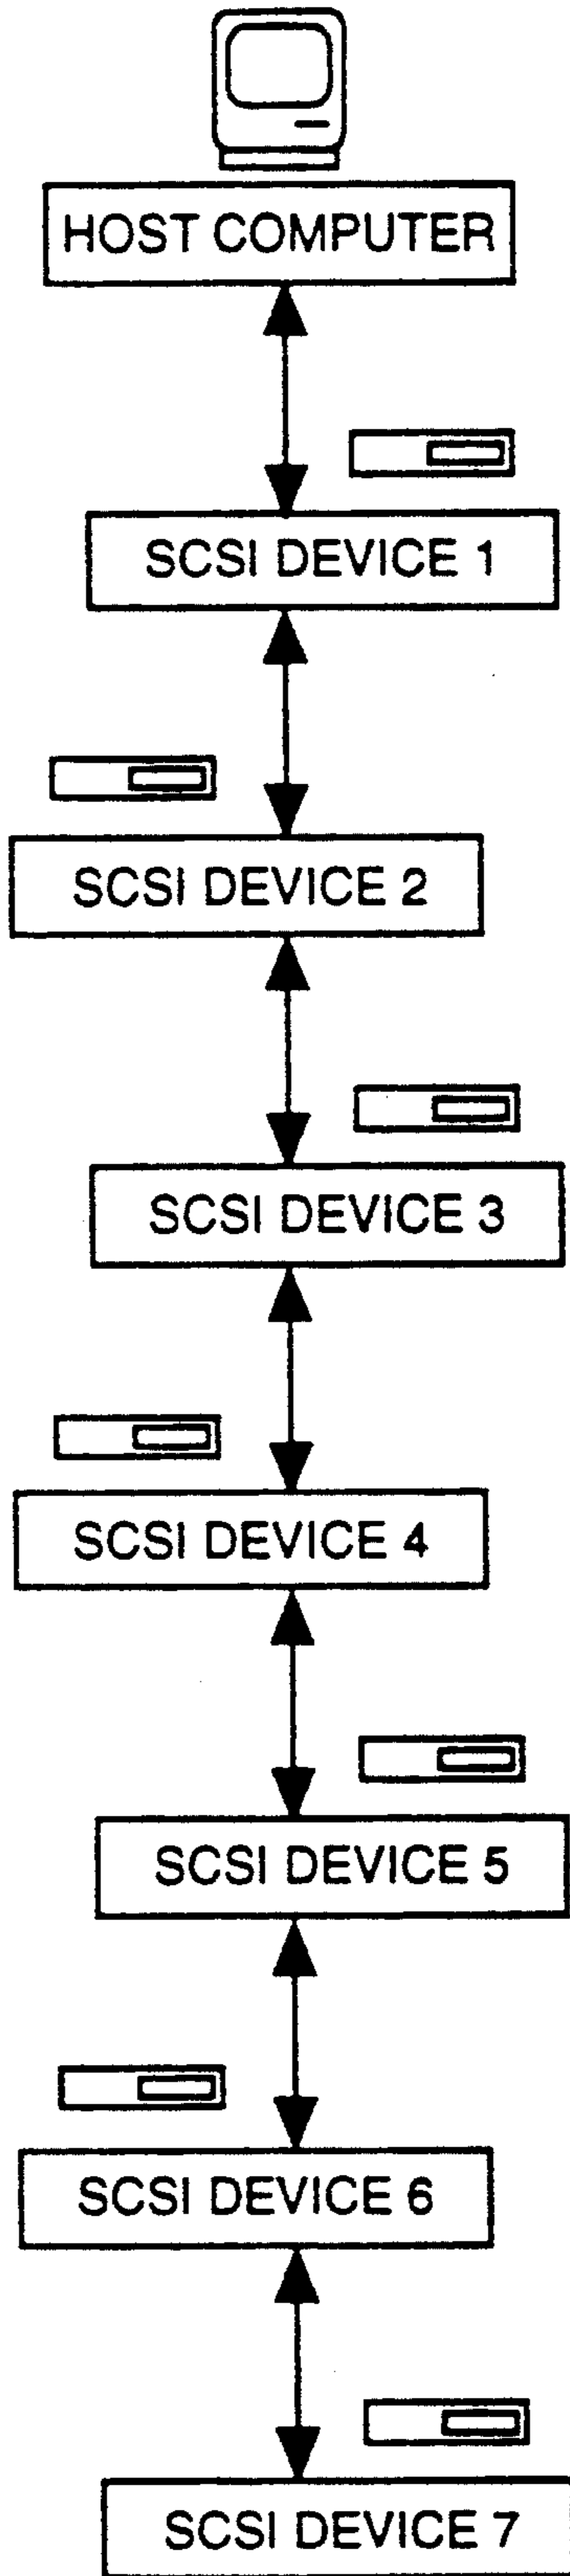 HOST COMPUTER
SCSI DEVICE 1
SCSI DEVICE 2
SCSI DEVICE 3
SCSI DEVICE 4
SCSI DEVICE 5
SCSI DEVICE 6
SCSI DEVICE 7